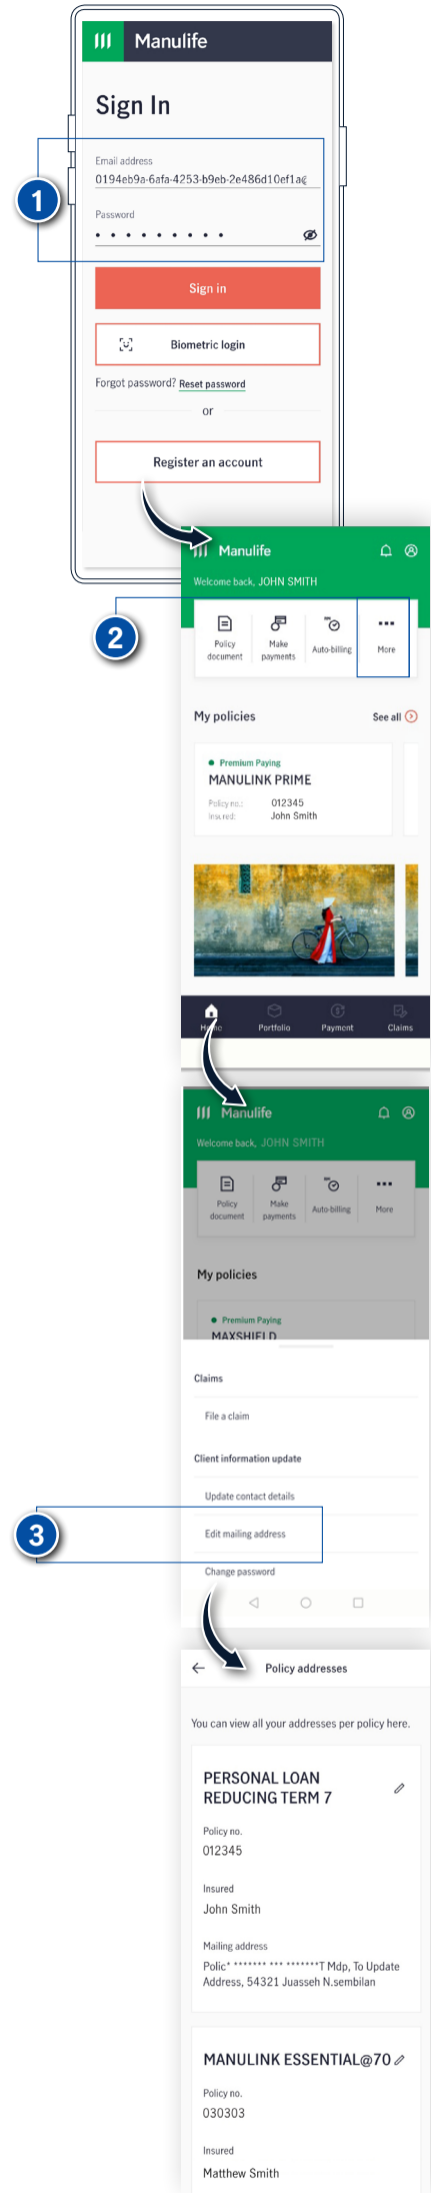 Manulife
Sign In
Email address
0194eb9a-6afa-4253-b9eb-2e486d10ef1a
1
Password
• • • • • • • • •
Sign in
Biometric login
Forgot password? Reset password
or
Register an account
Manulife
Welcome back, JOHN SMITH
2
Policy document
Make payments
Auto-billing
More
My policies
See all
Premium Paying
MANULINK PRIME
Policy no.: 012345
Insured: John Smith
Home
Portfolio
Payment
Claims
Manulife
Welcome back, JOHN SMITH
Policy document
Make payments
Auto-billing
More
My policies
Premium Paying
MAXSHIELD
Claims
File a claim
Client information update
Update contact details
3
Edit mailing address
Change password
Policy addresses
You can view all your addresses per policy here.
PERSONAL LOAN
REDUCING TERM 7
Policy no.
012345
Insured
John Smith
Mailing address
Polic* ******* *** *******T Mdp, To Update
Address, 54321 Juasseh N.sembilan
MANULINK ESSENTIAL@70
Policy no.
030303
Insured
Matthew Smith